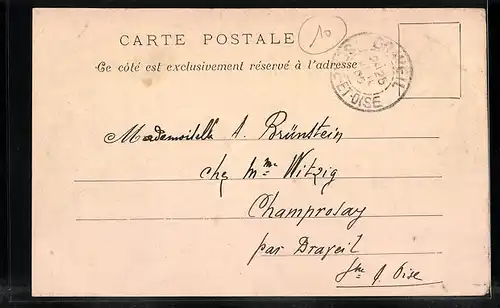 CARTE POSTALE
10
Ce côté est exclusivement réservé à l'adresse
ET-OISE
Mademoiselle A. Brünstein
chez Mme Witzig
Champrosay
par Draveil
Sne & Oise